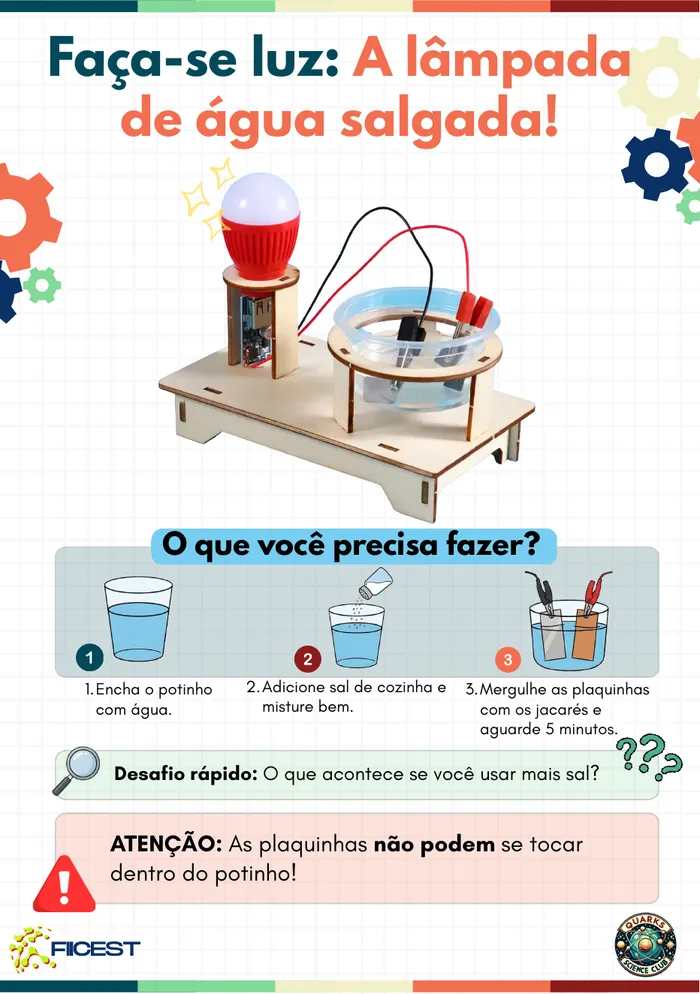 Faça-se luz: A lâmpada
de água salgada!
O que você precisa fazer?
1
2
3
1. Encha o potinho
com água.
2. Adicione sal de cozinha e
misture bem.
3. Mergulhe as plaquinhas
com os jacarés e
aguarde 5 minutos.
???
Desafio rápido: O que acontece se você usar mais sal?
ATENÇÃO: As plaquinhas não podem se tocar
dentro do potinho!
!
FIICEST
QUARKS
SCIENCE CLUB